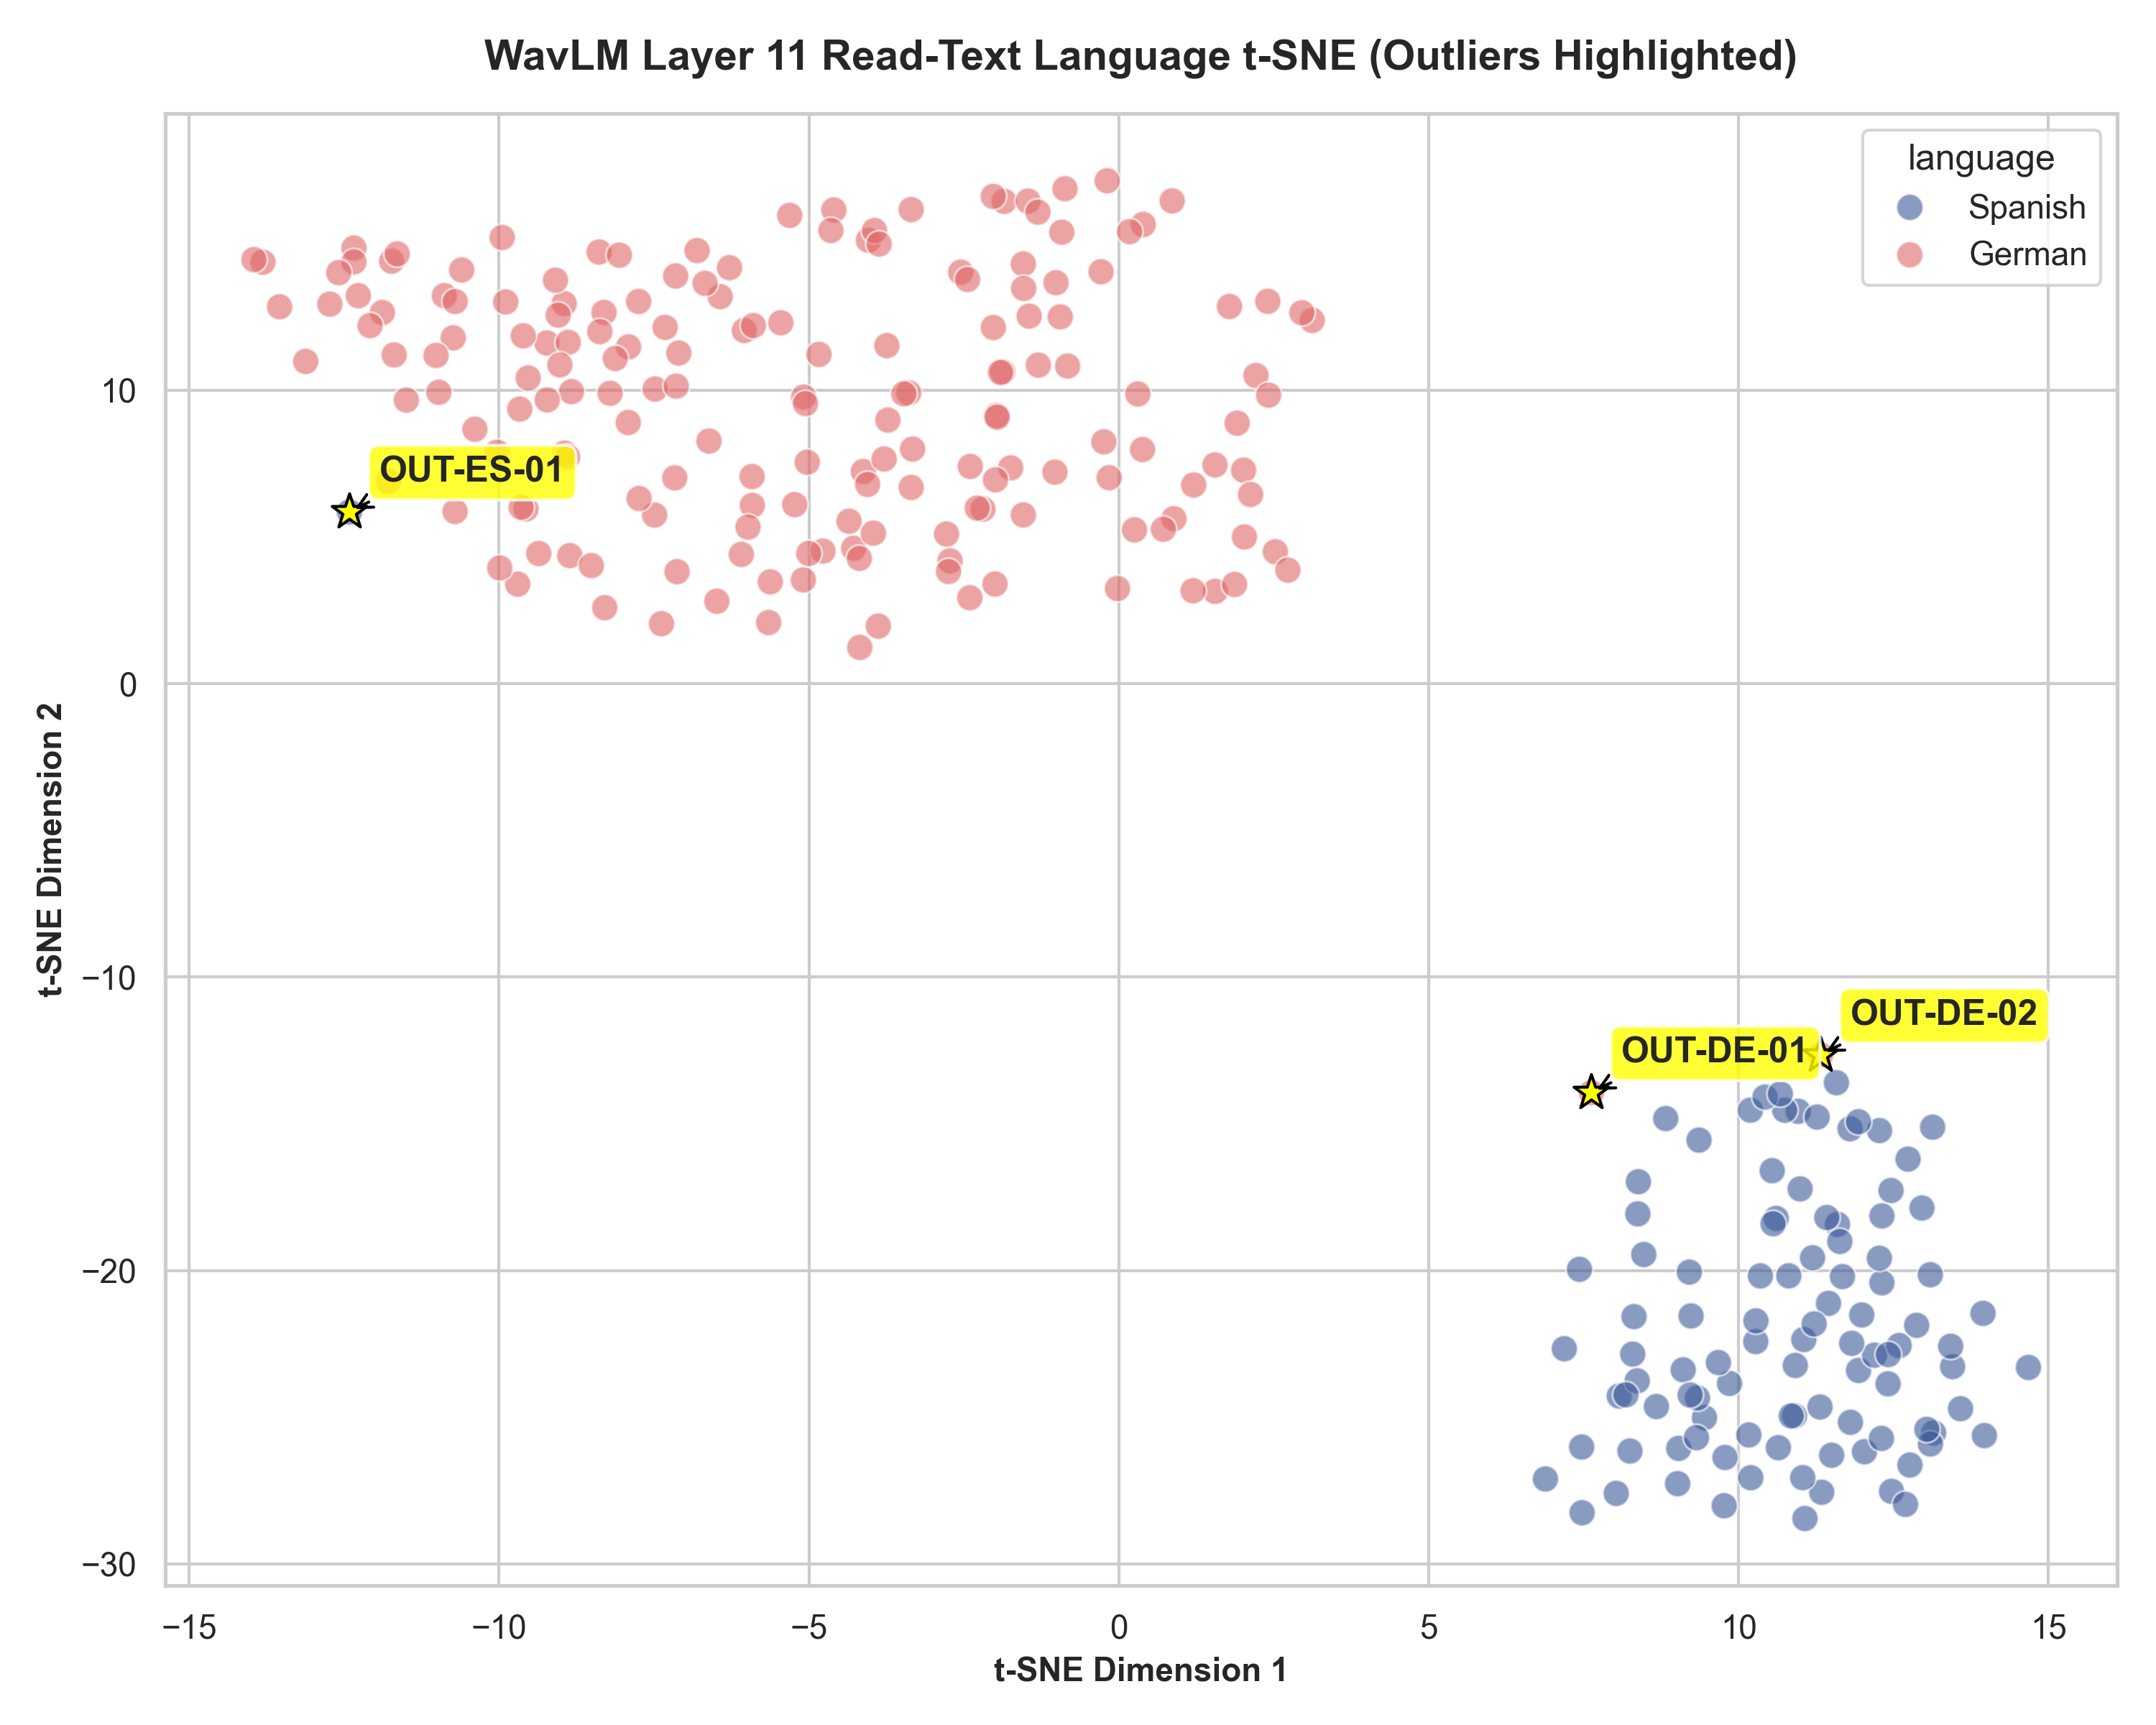 WavLM Layer 11 Read-Text Language t-SNE (Outliers Highlighted)
language
Spanish
German
10
0
−10
−20
−30
t-SNE Dimension 2
OUT-ES-01
OUT-DE-02
OUT-DE-01
−15
−10
−5
0
5
10
15
t-SNE Dimension 1